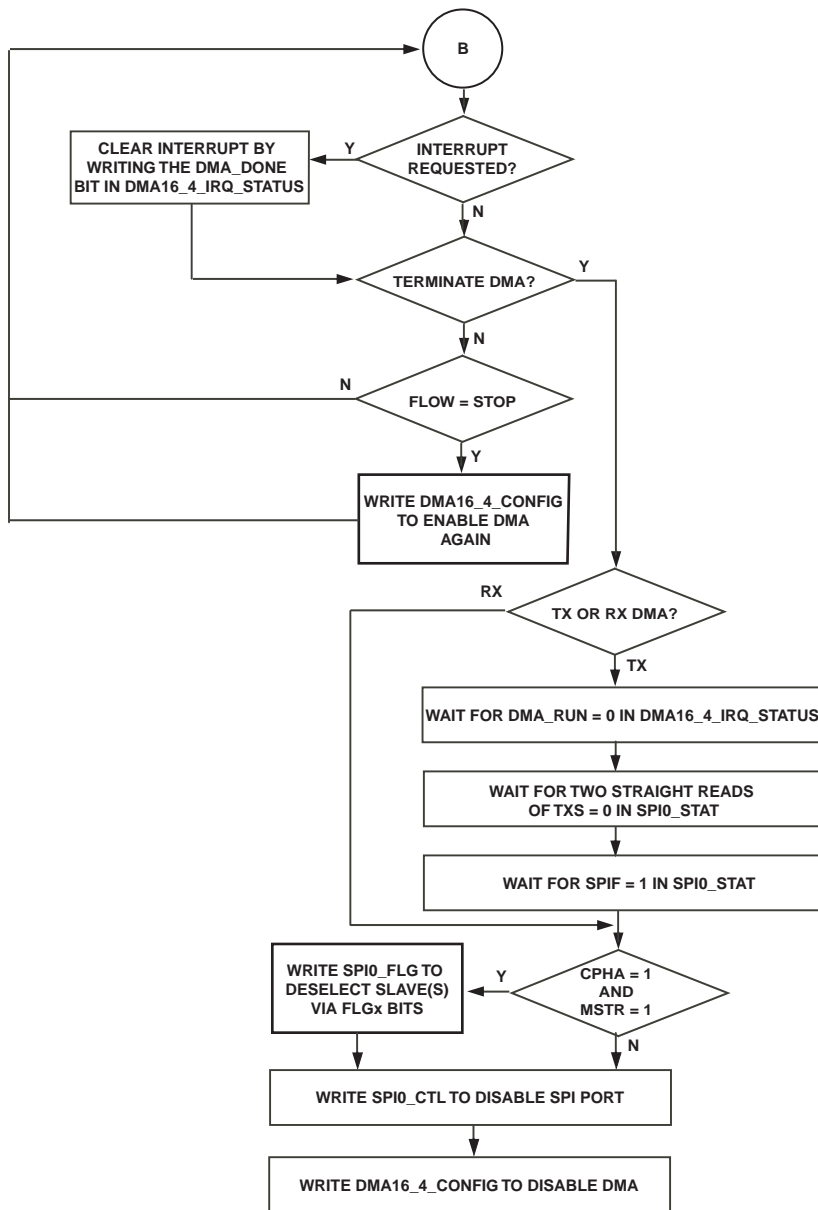 B
CLEAR INTERRUPT BY
WRITING THE DMA_DONE
BIT IN DMA16_4_IRQ_STATUS
Y
INTERRUPT
REQUESTED?
N
TERMINATE DMA?
Y
N
N
FLOW = STOP
Y
WRITE DMA16_4_CONFIG
TO ENABLE DMA
AGAIN
RX
TX OR RX DMA?
TX
WAIT FOR DMA_RUN = 0 IN DMA16_4_IRQ_STATUS
WAIT FOR TWO STRAIGHT READS
OF TXS = 0 IN SPI0_STAT
WAIT FOR SPIF = 1 IN SPI0_STAT
WRITE SPI0_FLG TO
DESELECT SLAVE(S)
VIA FLGx BITS
Y
CPHA = 1
AND
MSTR = 1
N
WRITE SPI0_CTL TO DISABLE SPI PORT
WRITE DMA16_4_CONFIG TO DISABLE DMA